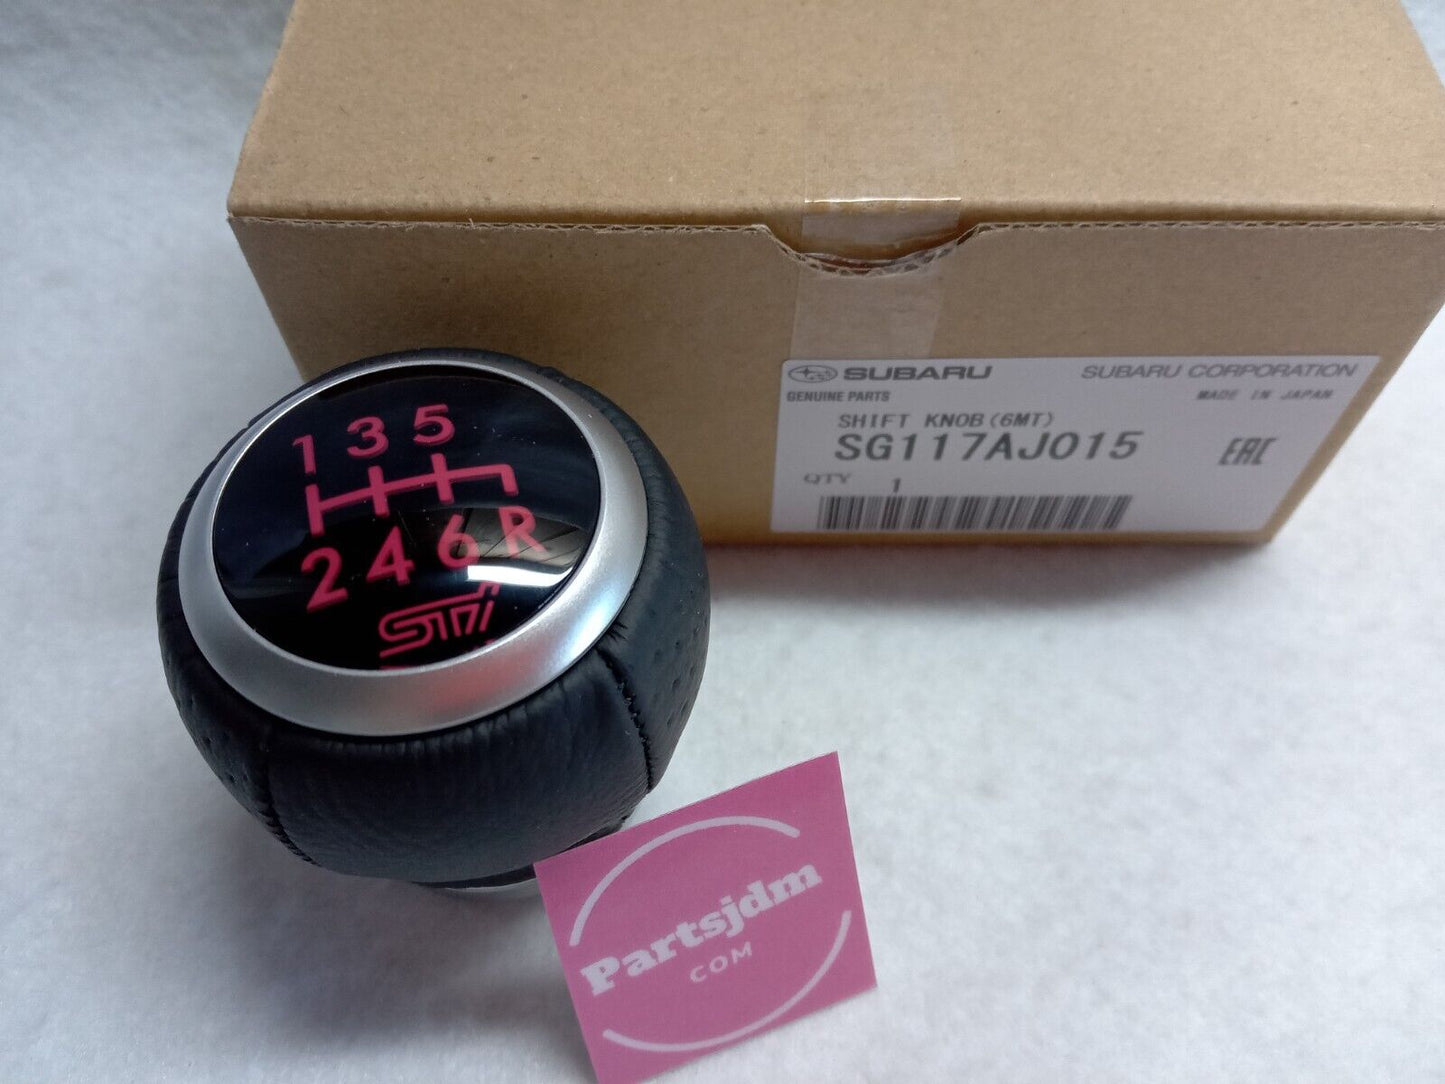 SUBARU
SUBARU CORPORATION
GENUINE PARTS
MADE IN JAPAN
SHIFT KNOB(6MT)
SG117AJ015
EAC
QTY 1
1 3 5
2 4 6 R
STI
Partsjdm
COM